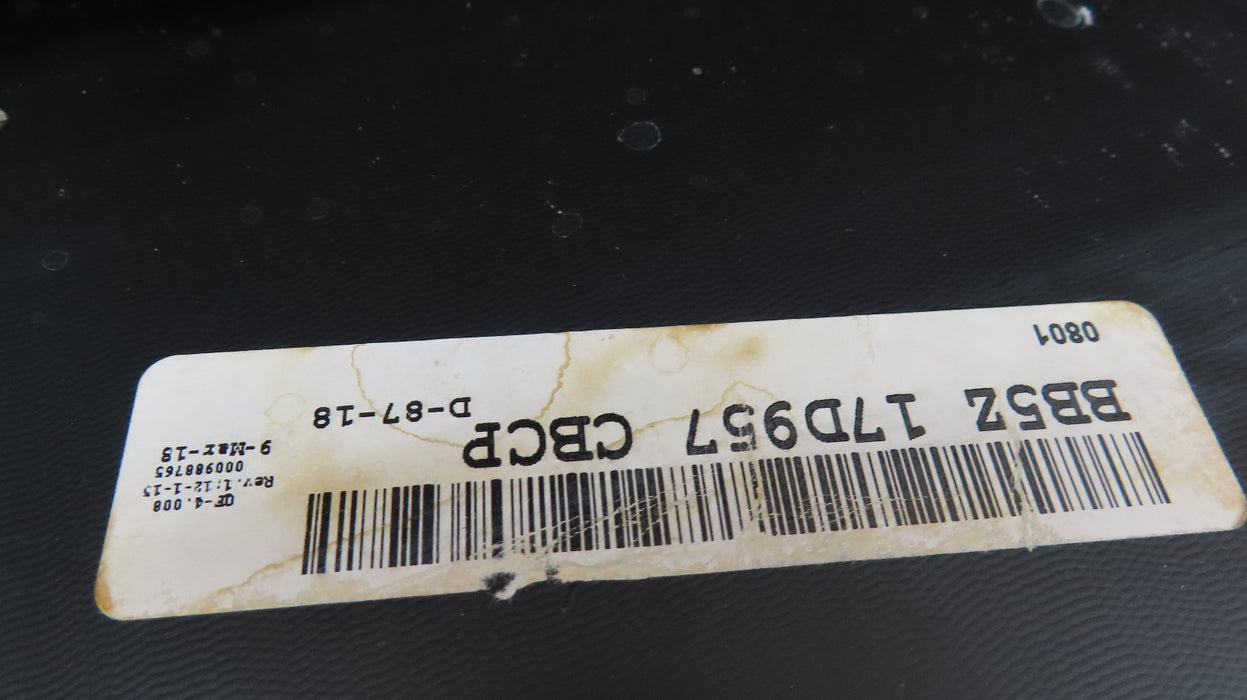 QF-4.008
Rev.1:12-1-15
000988765
9-Mar-18
BB5Z 17D957 CBCP
D-87-18
0801